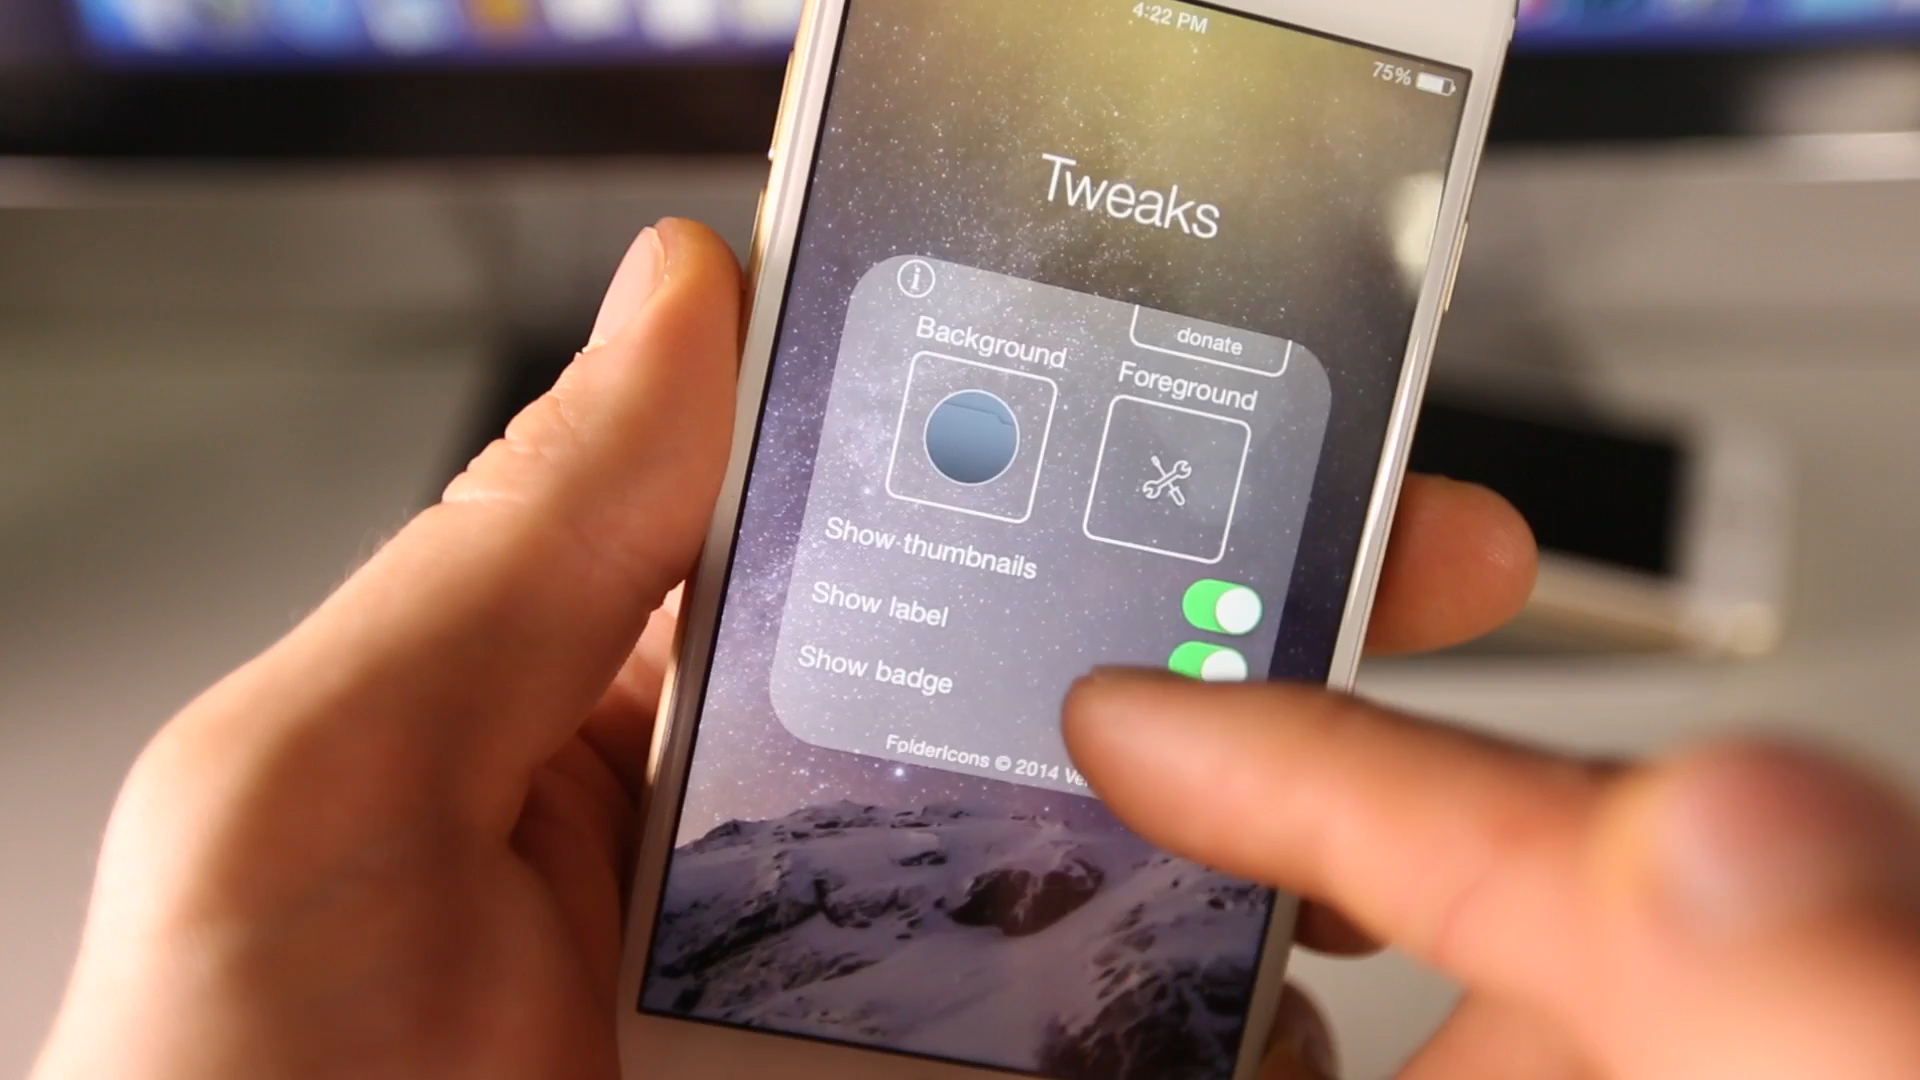 4:22 PM
75%
Tweaks
donate
Background
Foreground
Show thumbnails
Show label
Show badge
FolderIcons © 2014